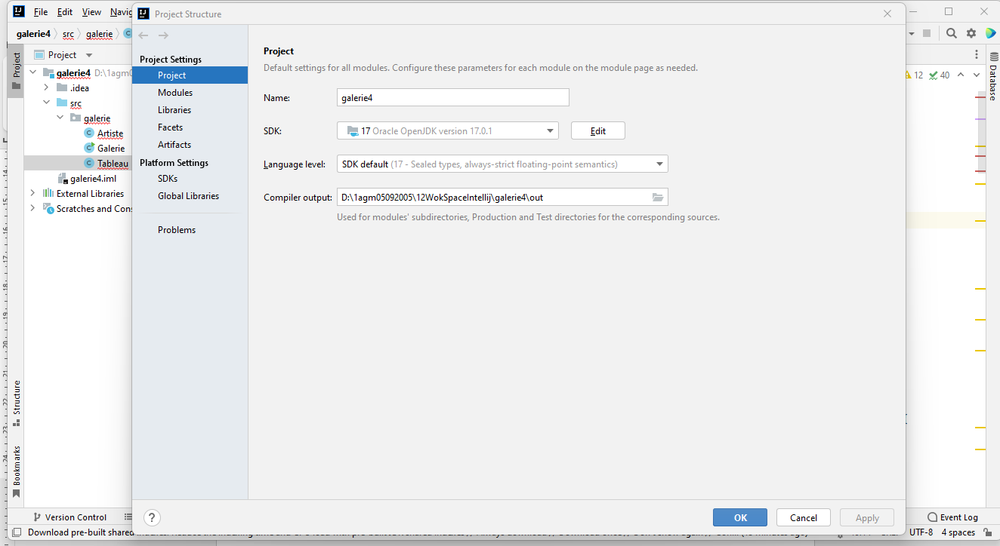 File Edit View Navig
Project Structure
galerie4 src galerie
Project
Project
galerie4 D:\1agm0
.idea
src
galerie
Artiste
Galerie
Tableau
galerie4.iml
External Libraries
Scratches and Con
Structure
Bookmarks
Project Settings
Project
Modules
Libraries
Facets
Artifacts
Platform Settings
SDKs
Global Libraries
Problems
Project
Default settings for all modules. Configure these parameters for each module on the module page as needed.
Name: galerie4
SDK: 17 Oracle OpenJDK version 17.0.1 Edit
Language level: SDK default (17 - Sealed types, always-strict floating-point semantics)
Compiler output: D:\1agm05092005\12WokSpaceIntellij\galerie4\out
Used for modules' subdirectories, Production and Test directories for the corresponding sources.
? OK Cancel Apply
12 40
Database
Version Control
Event Log
Download pre-built shared
UTF-8 4 spaces